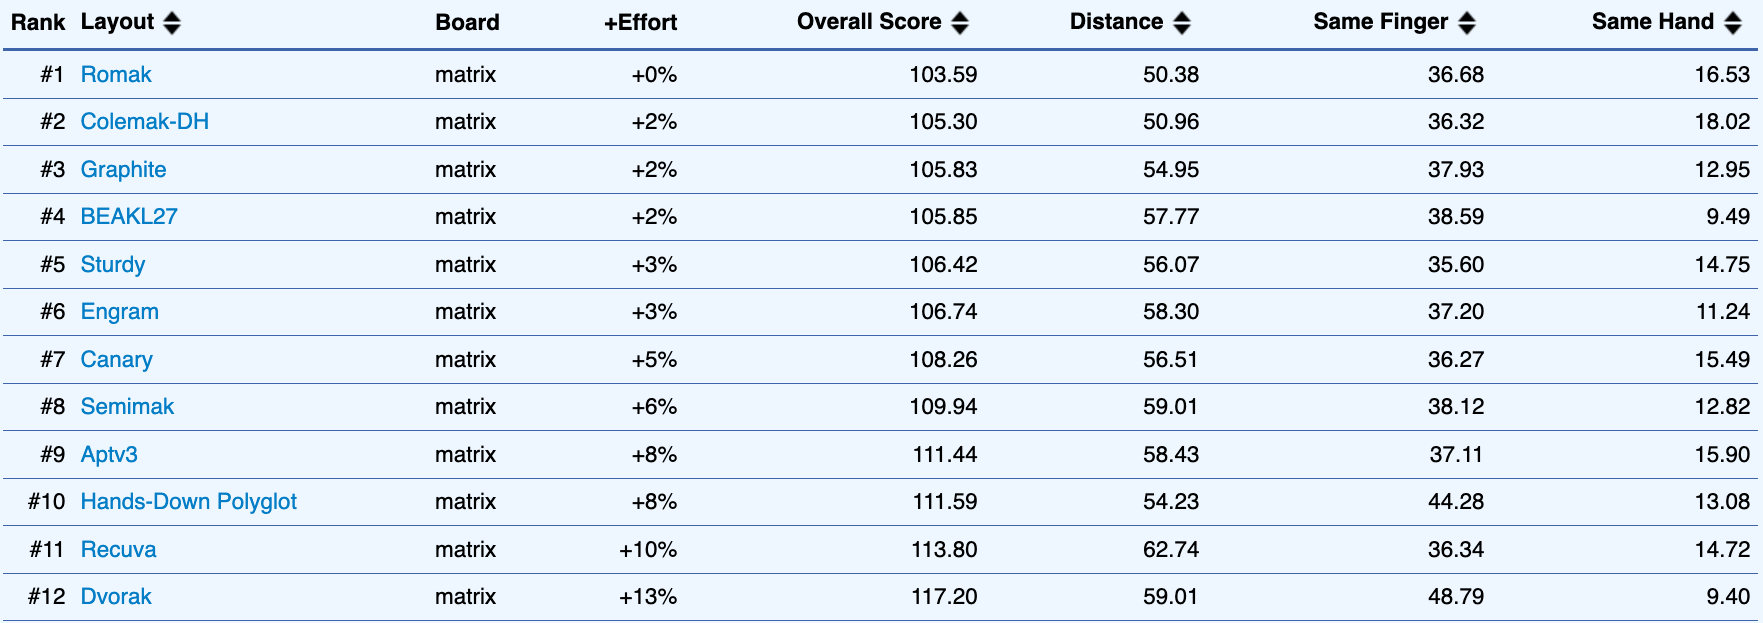 Rank Layout Board +Effort Overall Score Distance Same Finger Same Hand
#1 Romak matrix +0% 103.59 50.38 36.68 16.53
#2 Colemak-DH matrix +2% 105.30 50.96 36.32 18.02
#3 Graphite matrix +2% 105.83 54.95 37.93 12.95
#4 BEAKL27 matrix +2% 105.85 57.77 38.59 9.49
#5 Sturdy matrix +3% 106.42 56.07 35.60 14.75
#6 Engram matrix +3% 106.74 58.30 37.20 11.24
#7 Canary matrix +5% 108.26 56.51 36.27 15.49
#8 Semimak matrix +6% 109.94 59.01 38.12 12.82
#9 Aptv3 matrix +8% 111.44 58.43 37.11 15.90
#10 Hands-Down Polyglot matrix +8% 111.59 54.23 44.28 13.08
#11 Recuva matrix +10% 113.80 62.74 36.34 14.72
#12 Dvorak matrix +13% 117.20 59.01 48.79 9.40